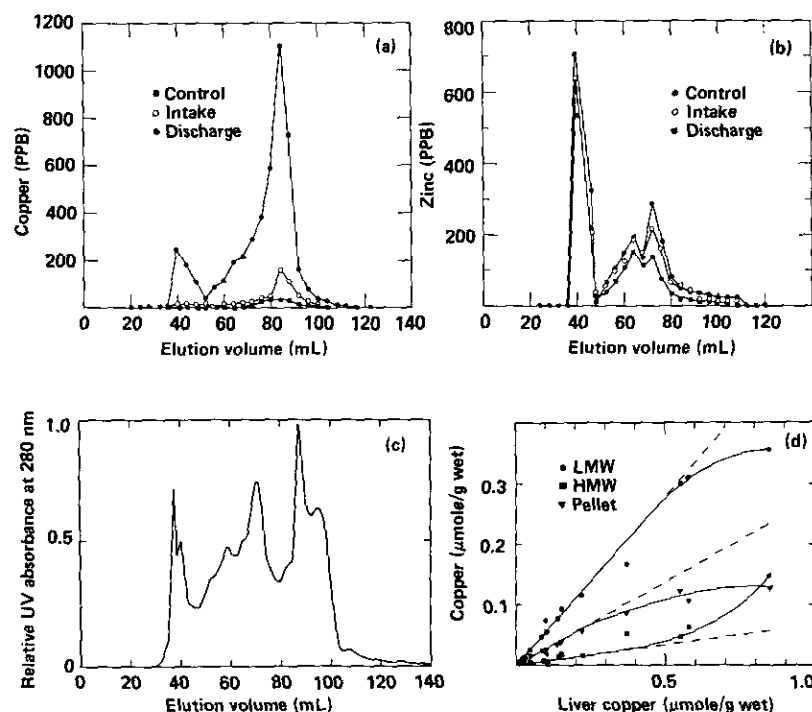 (a)
Copper (PPB)
1200
1000
800
600
400
200
Control
Intake
Discharge
0 20 40 60 80 100 120 140
Elution volume (mL)
(b)
Zinc (PPB)
800
600
400
200
Control
Intake
Discharge
0 20 40 60 80 100 120
Elution volume (mL)
(c)
Relative UV absorbance at 280 nm
1.0
0.5
0
0 20 40 60 80 100 120 140
Elution volume (mL)
(d)
Copper (μmole/g wet)
0.3
0.2
0.1
LMW
HMW
Pellet
0 0.5 1.0
Liver copper (μmole/g wet)